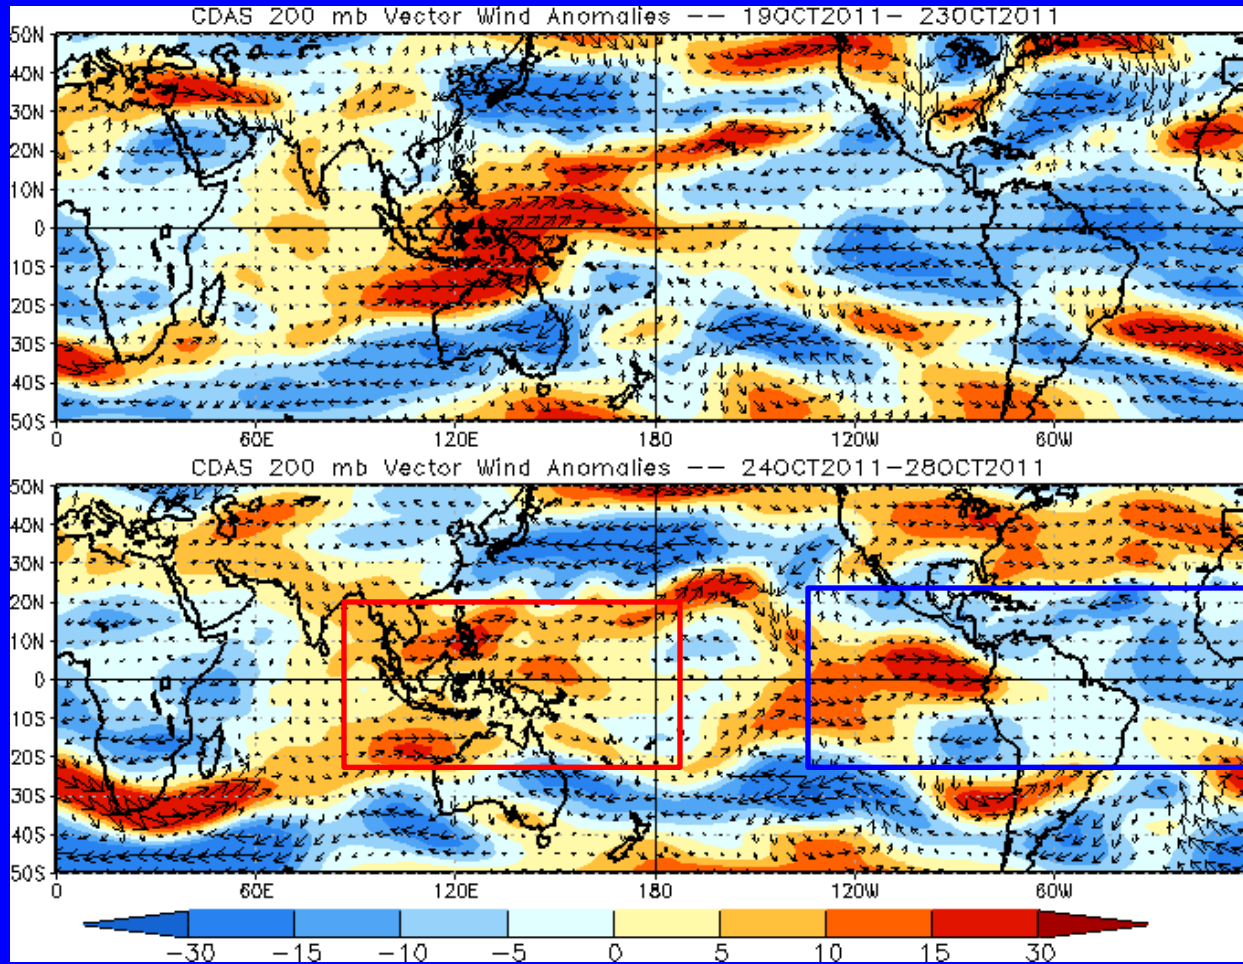 CDAS 200 mb Vector Wind Anomalies -- 19OCT2011- 23OCT2011
50N
40N
30N
20N
10N
0
10S
20S
30S
40S
50S
0 60E 120E 180 120W 60W
CDAS 200 mb Vector Wind Anomalies -- 24OCT2011-28OCT2011
50N
40N
30N
20N
10N
0
10S
20S
30S
40S
50S
0 60E 120E 180 120W 60W
-30 -15 -10 -5 0 5 10 15 30